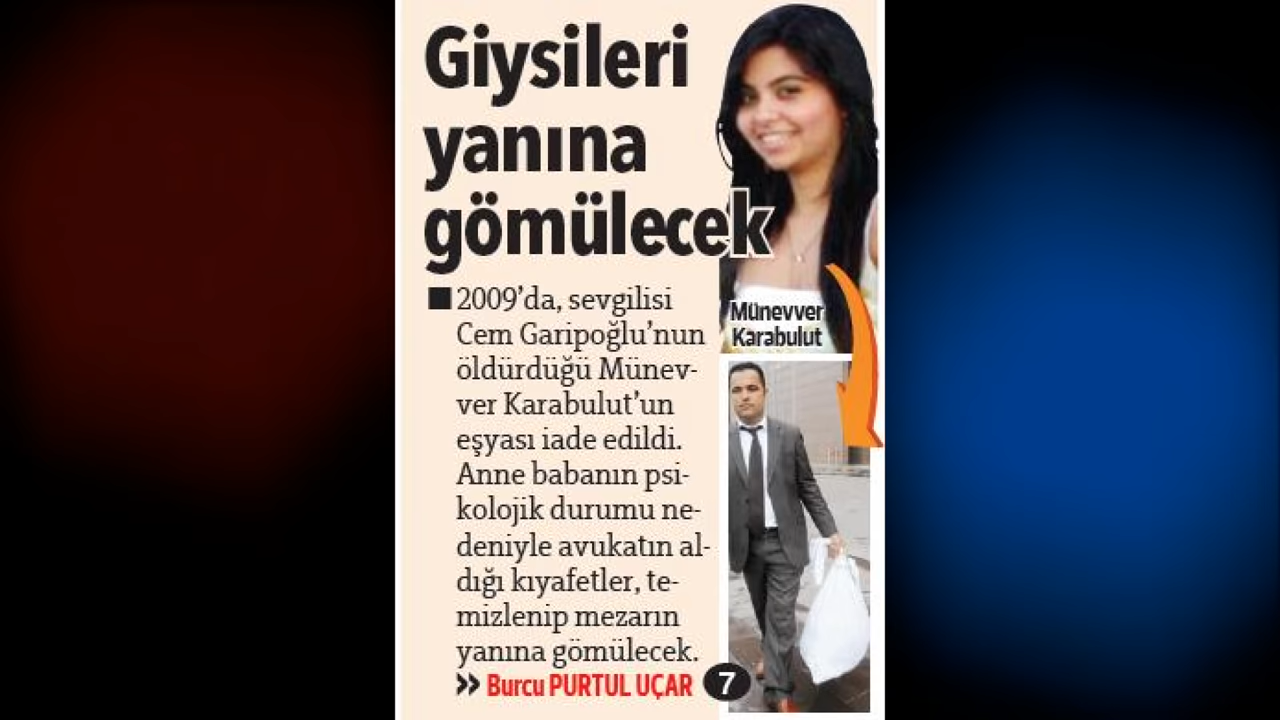 Giysileri
yanına
gömülecek
■ 2009’da, sevgilisi
Cem Garipoğlu’nun
öldürdüğü Münev-
ver Karabulut’un
eşyası iade edildi.
Anne babanın psi-
kolojik durumu ne-
deniyle avukatın al-
dığı kıyafetler, te-
mizlenip mezarın
yanına gömülecek.
>> Burcu PURTUL UÇAR 7
Münevver
Karabulut